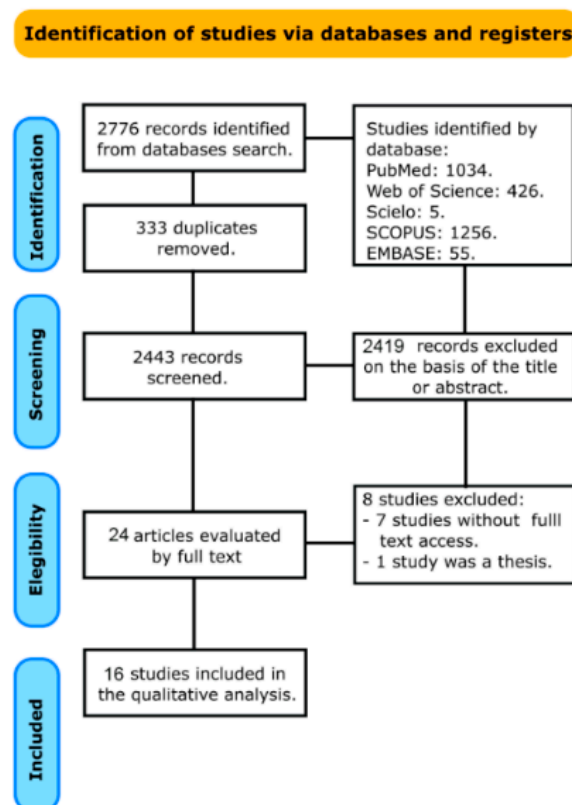 Identification of studies via databases and registers
Identification
2776 records identified
from databases search.
Studies identified by
database:
PubMed: 1034.
Web of Science: 426.
Scielo: 5.
SCOPUS: 1256.
EMBASE: 55.
333 duplicates
removed.
Screening
2443 records
screened.
2419 records excluded
on the basis of the title
or abstract.
Elegibility
24 articles evaluated
by full text
8 studies excluded:
- 7 studies without fulll
text access.
- 1 study was a thesis.
Included
16 studies included in
the qualitative analysis.